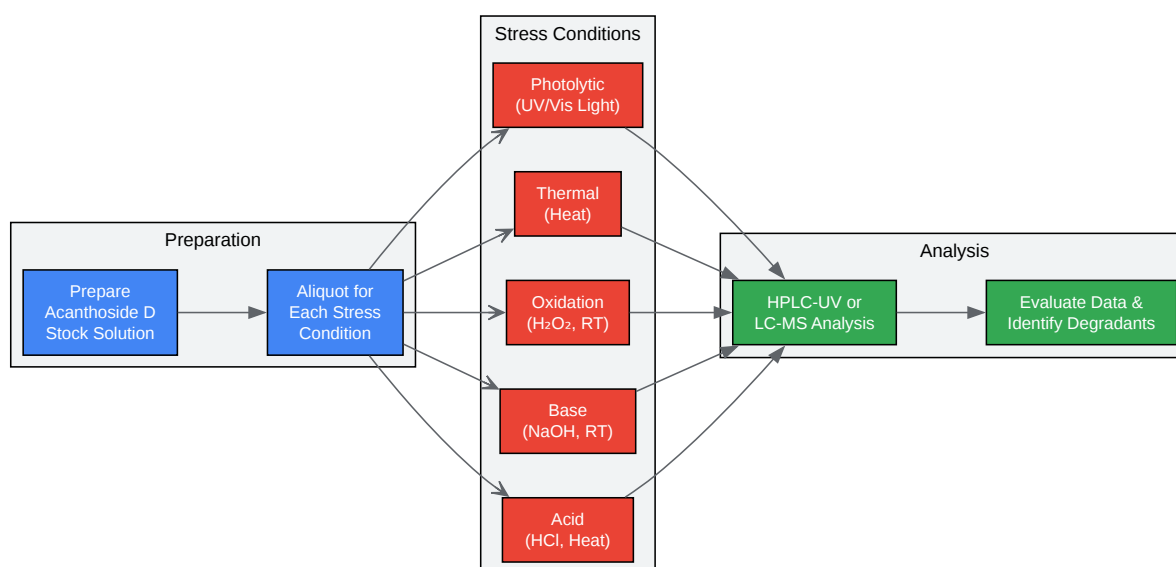 Preparation
Prepare
Acanthoside D
Stock Solution
Aliquot for
Each Stress
Condition
Stress Conditions
Photolytic
(UV/Vis Light)
Thermal
(Heat)
Oxidation
(H₂O₂, RT)
Base
(NaOH, RT)
Acid
(HCl, Heat)
Analysis
HPLC-UV or
LC-MS Analysis
Evaluate Data &
Identify Degradants